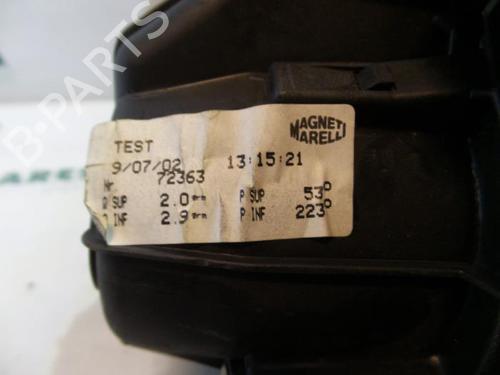 TEST
MAGNETI
MARELLI
9/07/02 13:15:21
Nr. 72363
SUP 2.0 P SUP 53°
INF 2.9 P INF 223°